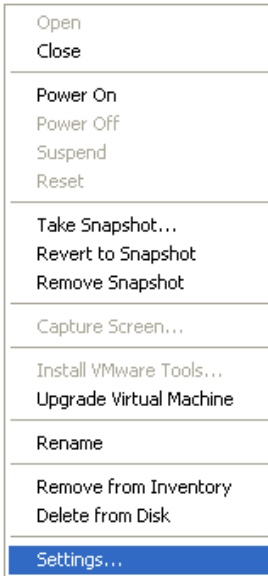 Open
Close
Power On
Power Off
Suspend
Reset
Take Snapshot...
Revert to Snapshot
Remove Snapshot
Capture Screen...
Install VMware Tools...
Upgrade Virtual Machine
Rename
Remove from Inventory
Delete from Disk
Settings...